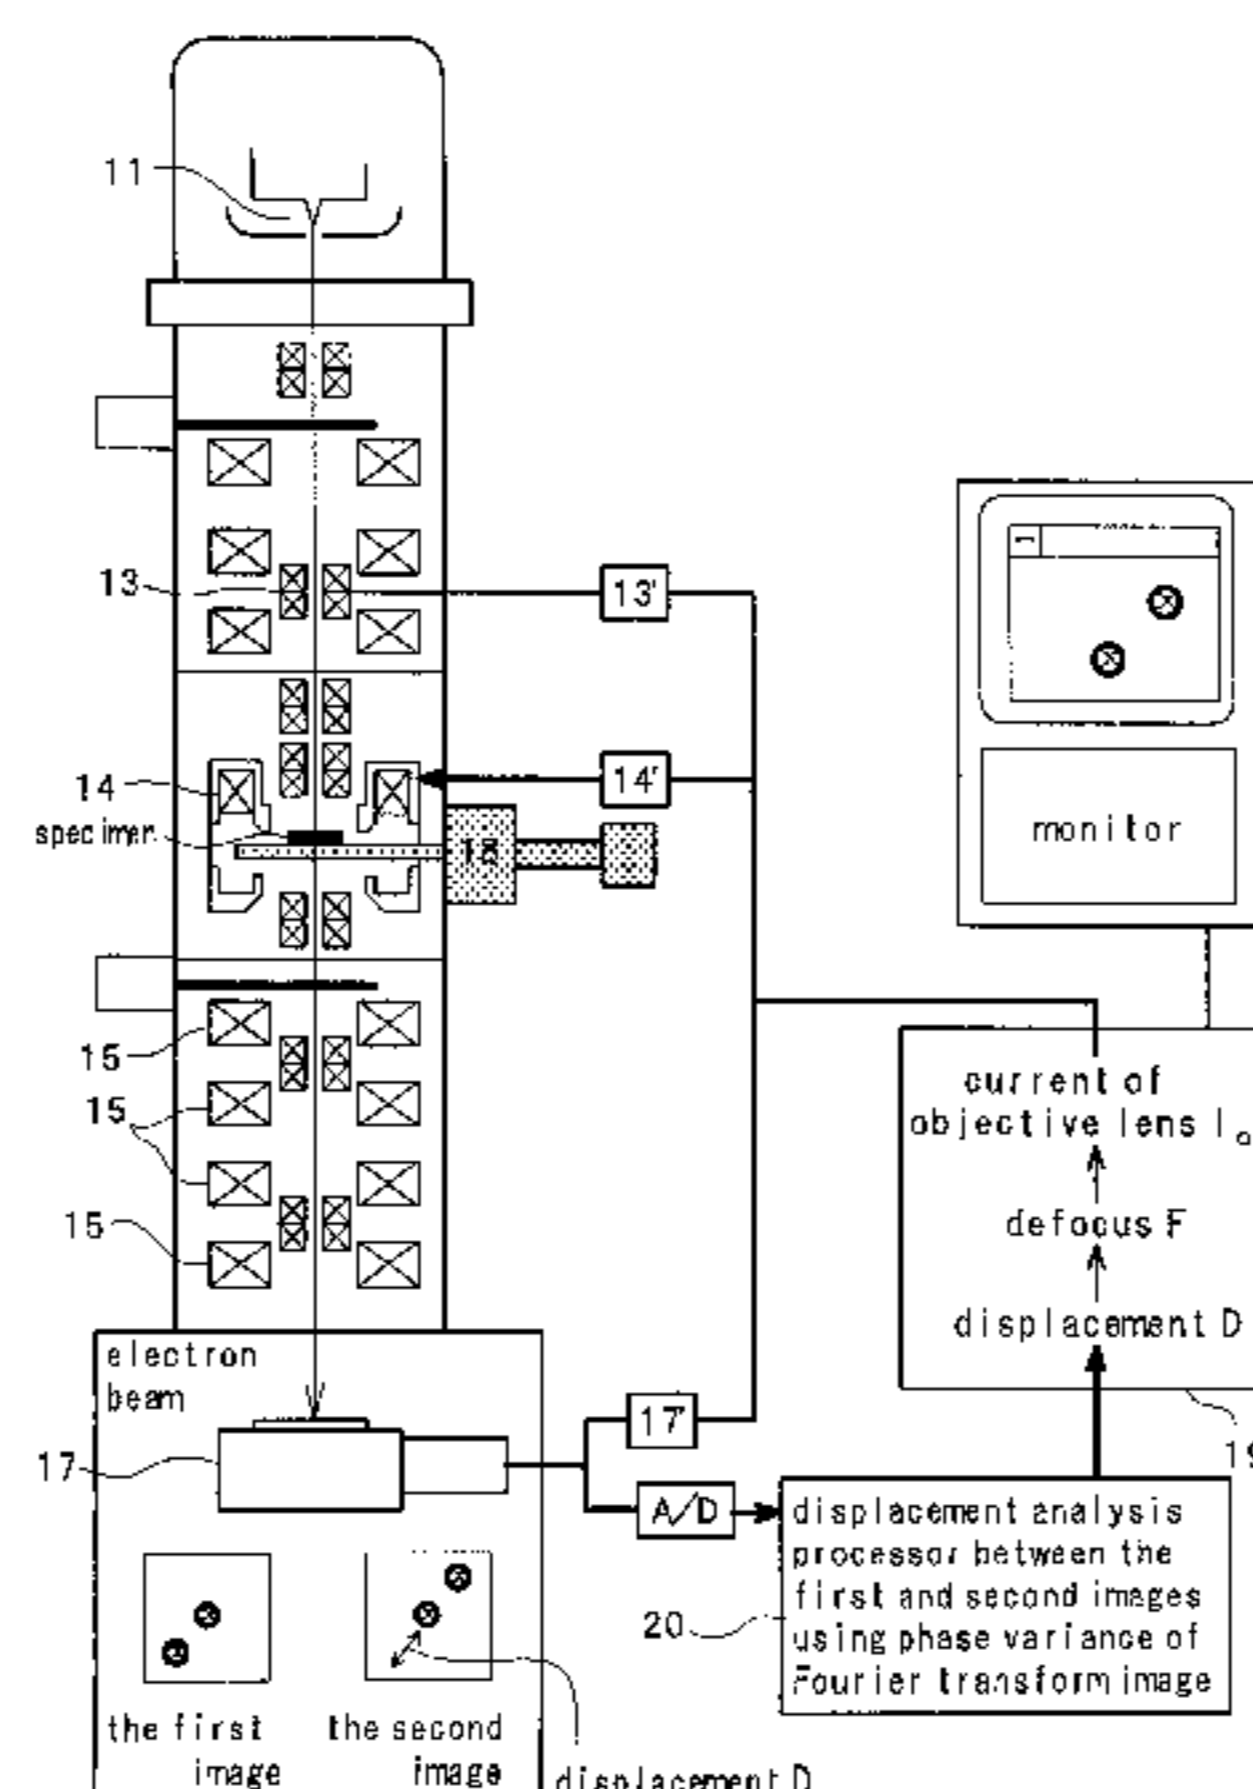 11
13
13'
14
14'
specimen
18
monitor
15
15
15
current of
objective lens I₀
defocus F
displacement D
electron
beam
17
17'
A/D
19
displacement analysis
processor between the
first and second images
using phase variance of
Fourier transform image
20
the first
image
the second
image
displacement D